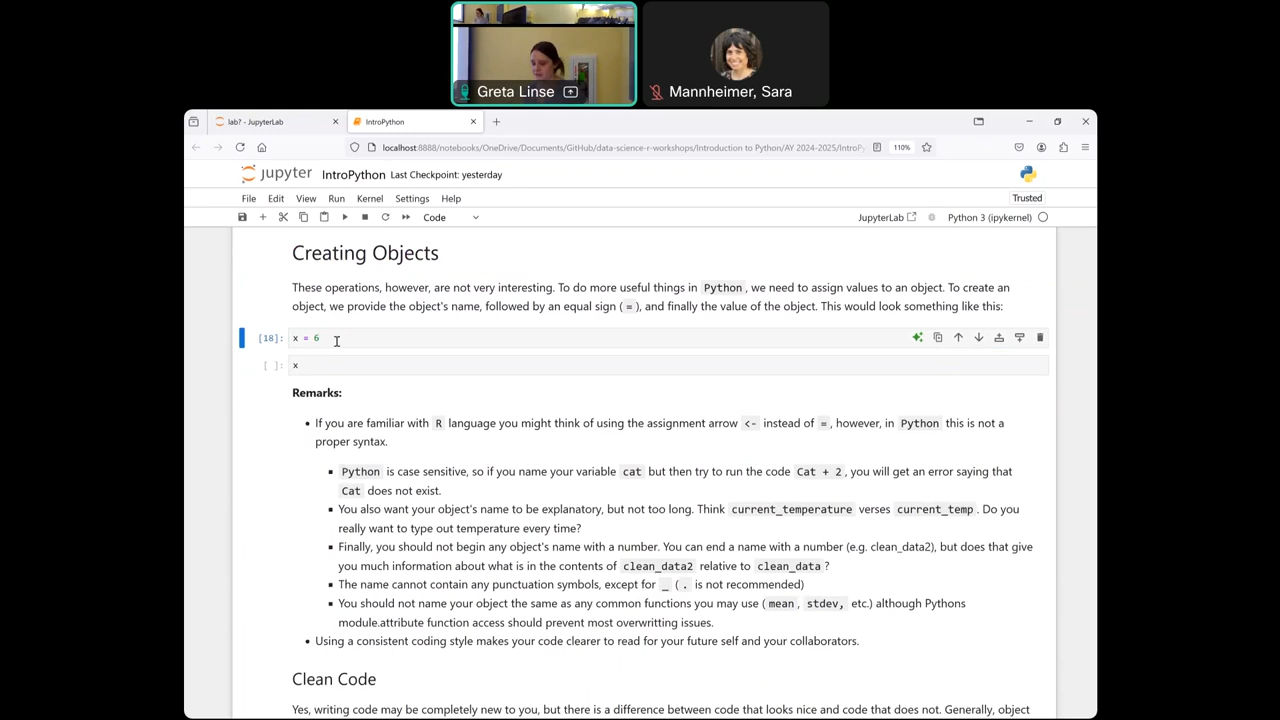 Greta Linse
Mannheimer, Sara
lab? - JupyterLab
IntroPython
localhost:8888/notebooks/OneDrive/Documents/GitHub/data-science-r-workshops/Introduction to Python/AY 2024-2025/IntroP
110%
jupyter IntroPython Last Checkpoint: yesterday
File Edit View Run Kernel Settings Help
Trusted
Code
JupyterLab
Python 3 (ipykernel)
Creating Objects
These operations, however, are not very interesting. To do more useful things in Python, we need to assign values to an object. To create an
object, we provide the object's name, followed by an equal sign ( = ), and finally the value of the object. This would look something like this:
[18]: x = 6
[ ]: x
Remarks:
• If you are familiar with R language you might think of using the assignment arrow <- instead of =, however, in Python this is not a
proper syntax.
▪ Python is case sensitive, so if you name your variable cat but then try to run the code Cat + 2, you will get an error saying that
Cat does not exist.
▪ You also want your object's name to be explanatory, but not too long. Think current_temperature verses current_temp. Do you
really want to type out temperature every time?
▪ Finally, you should not begin any object's name with a number. You can end a name with a number (e.g. clean_data2), but does that give
you much information about what is in the contents of clean_data2 relative to clean_data ?
▪ The name cannot contain any punctuation symbols, except for _ ( . is not recommended)
▪ You should not name your object the same as any common functions you may use ( mean, stdev, etc.) although Pythons
module.attribute function access should prevent most overwritting issues.
• Using a consistent coding style makes your code clearer to read for your future self and your collaborators.
Clean Code
Yes, writing code may be completely new to you, but there is a difference between code that looks nice and code that does not. Generally, object